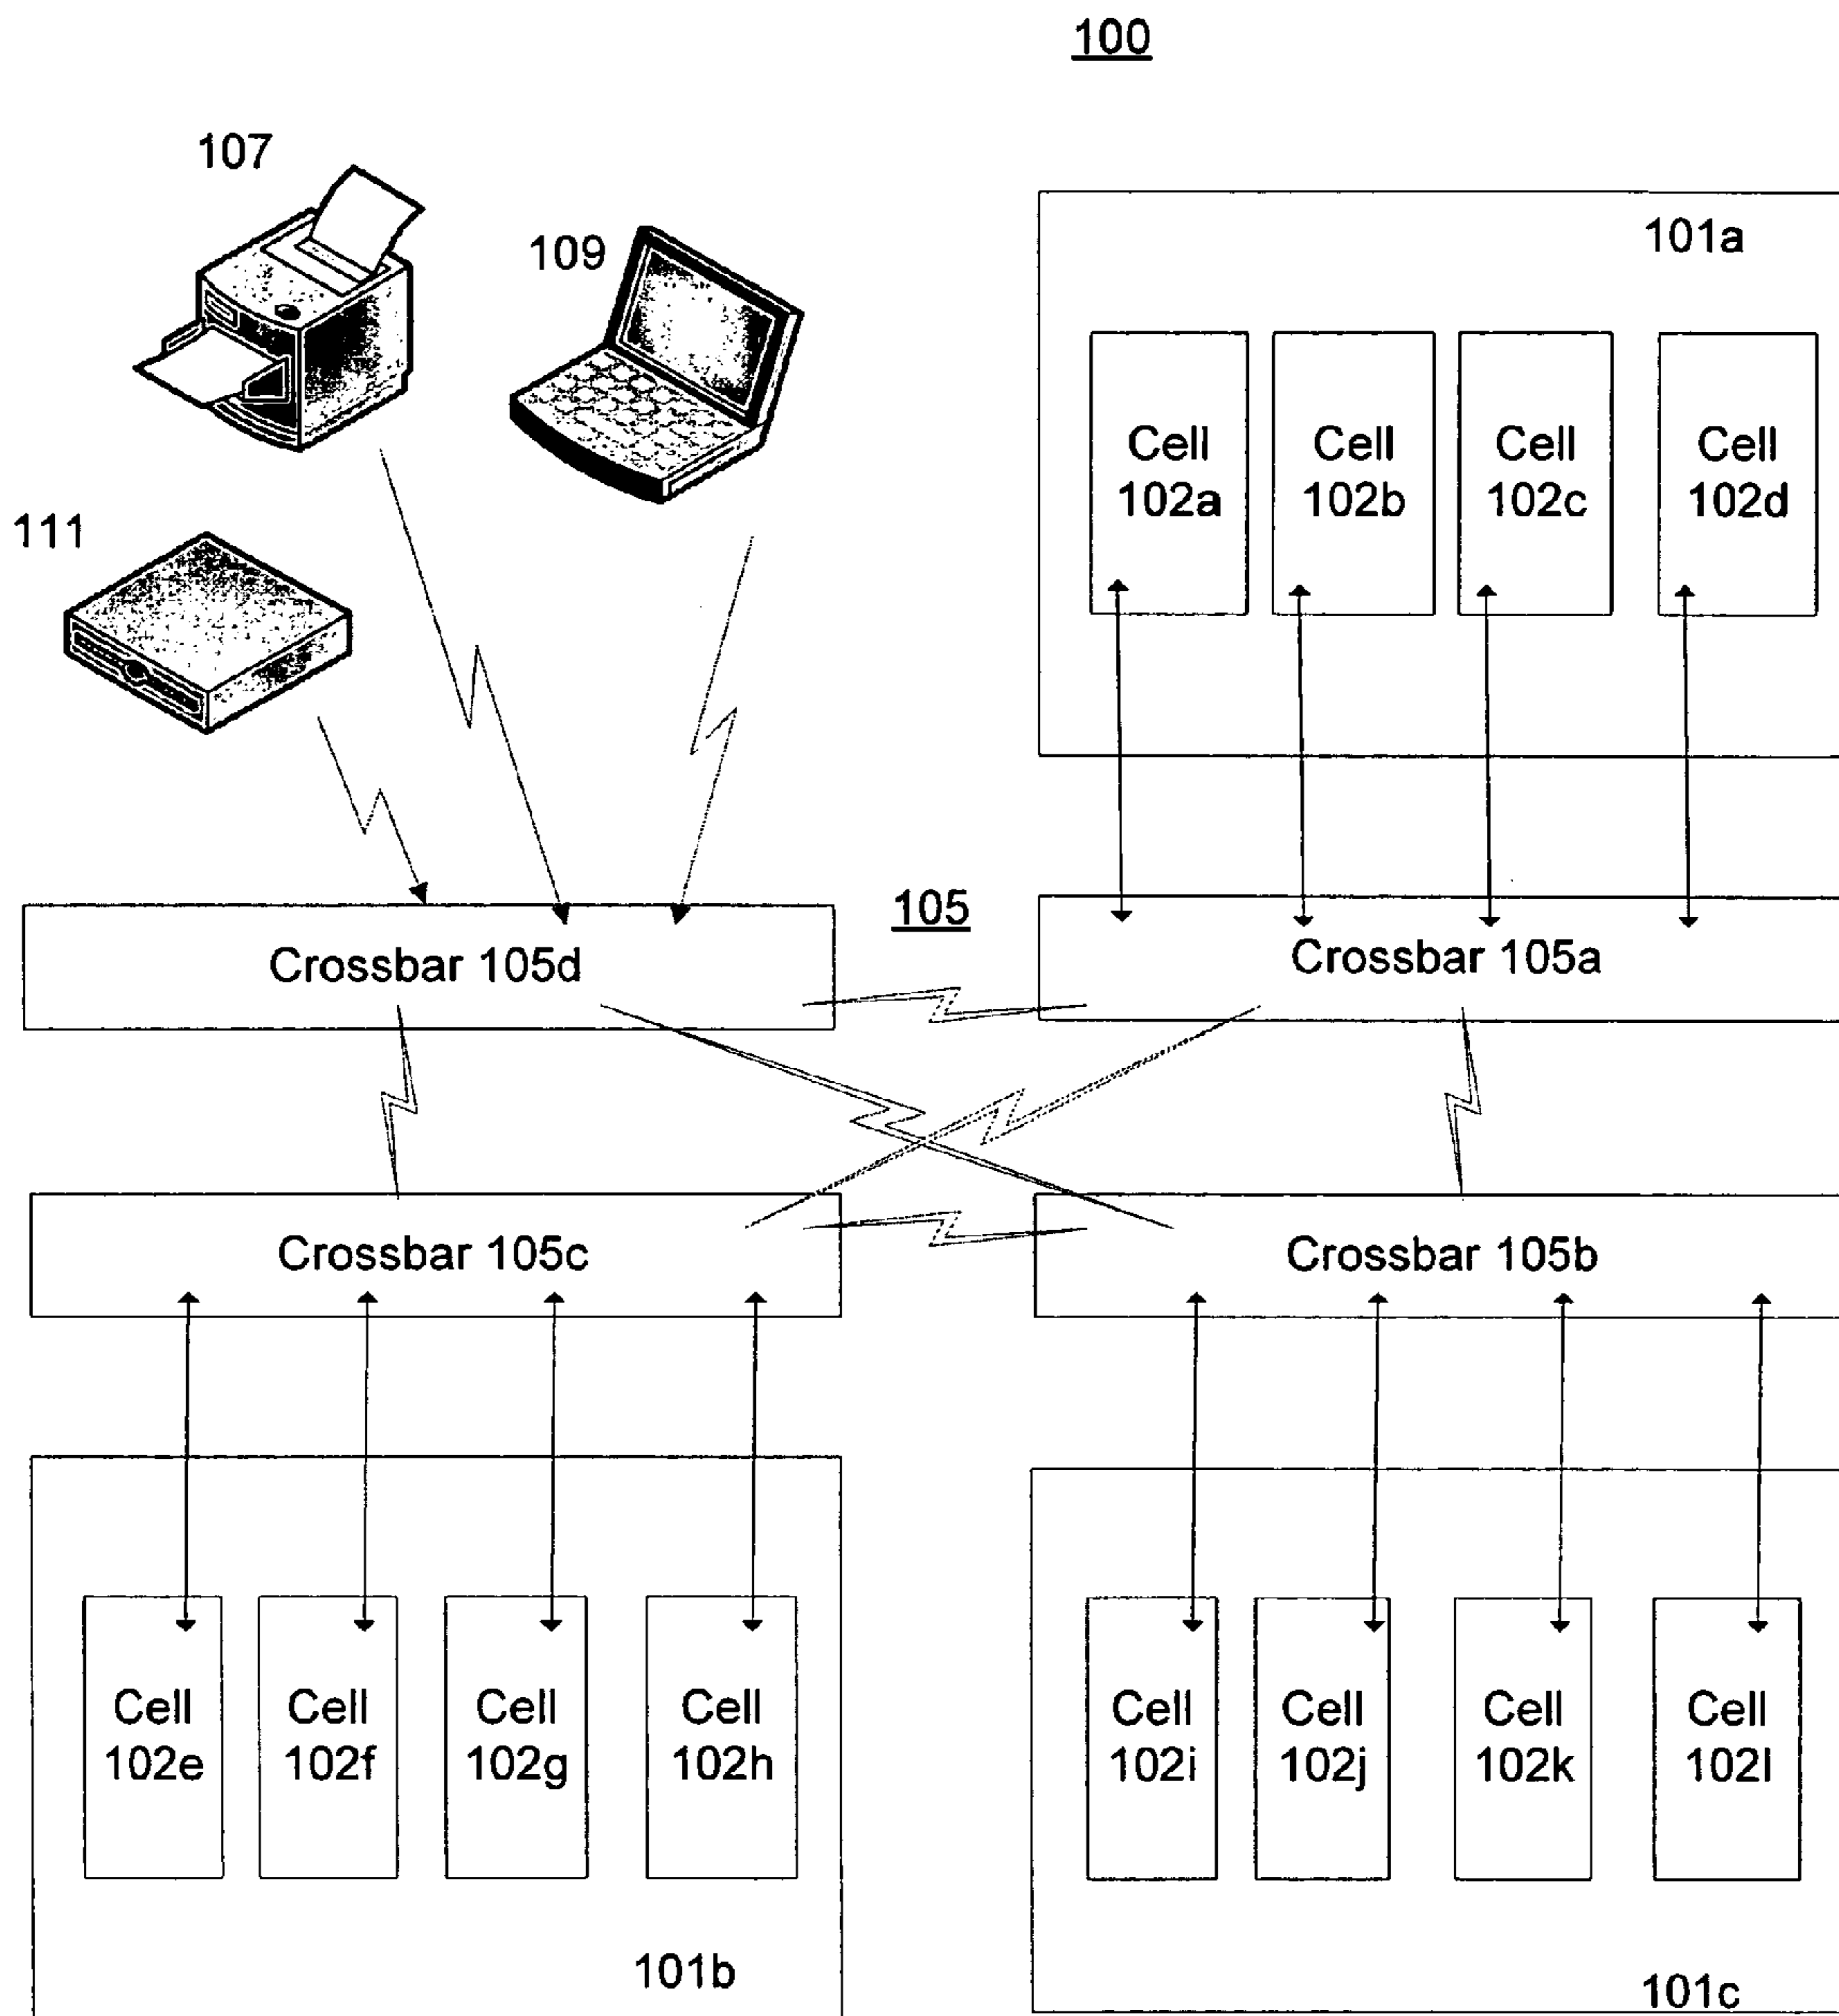 100
107
109
111
101a
Cell
102a
Cell
102b
Cell
102c
Cell
102d
105
Crossbar 105d
Crossbar 105a
Crossbar 105c
Crossbar 105b
Cell
102e
Cell
102f
Cell
102g
Cell
102h
Cell
102i
Cell
102j
Cell
102k
Cell
102l
101b
101c